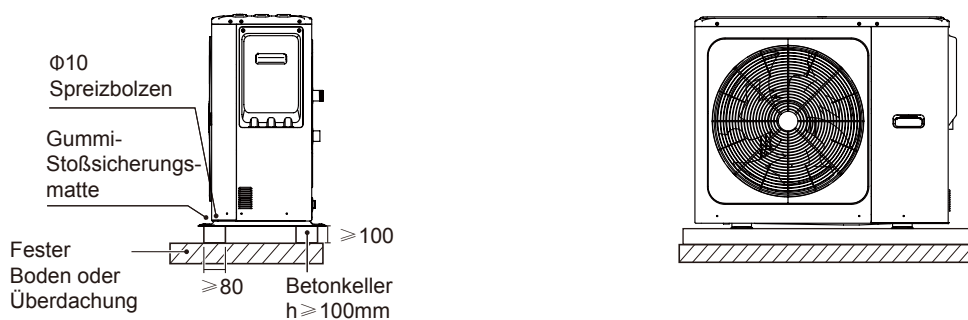 Φ10
Spreizbolzen
Gummi-
Stoßsicherungs-
matte
Fester
Boden oder
Überdachung
≥80
≥100
Betonkeller
h≥100mm